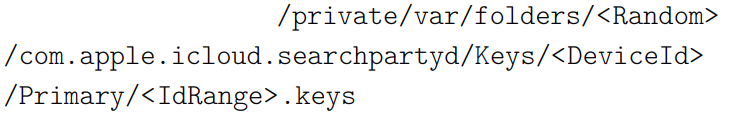 /private/var/folders/<Random>
/com.apple.icloud.searchpartyd/Keys/<DeviceId>
/Primary/<IdRange>.keys